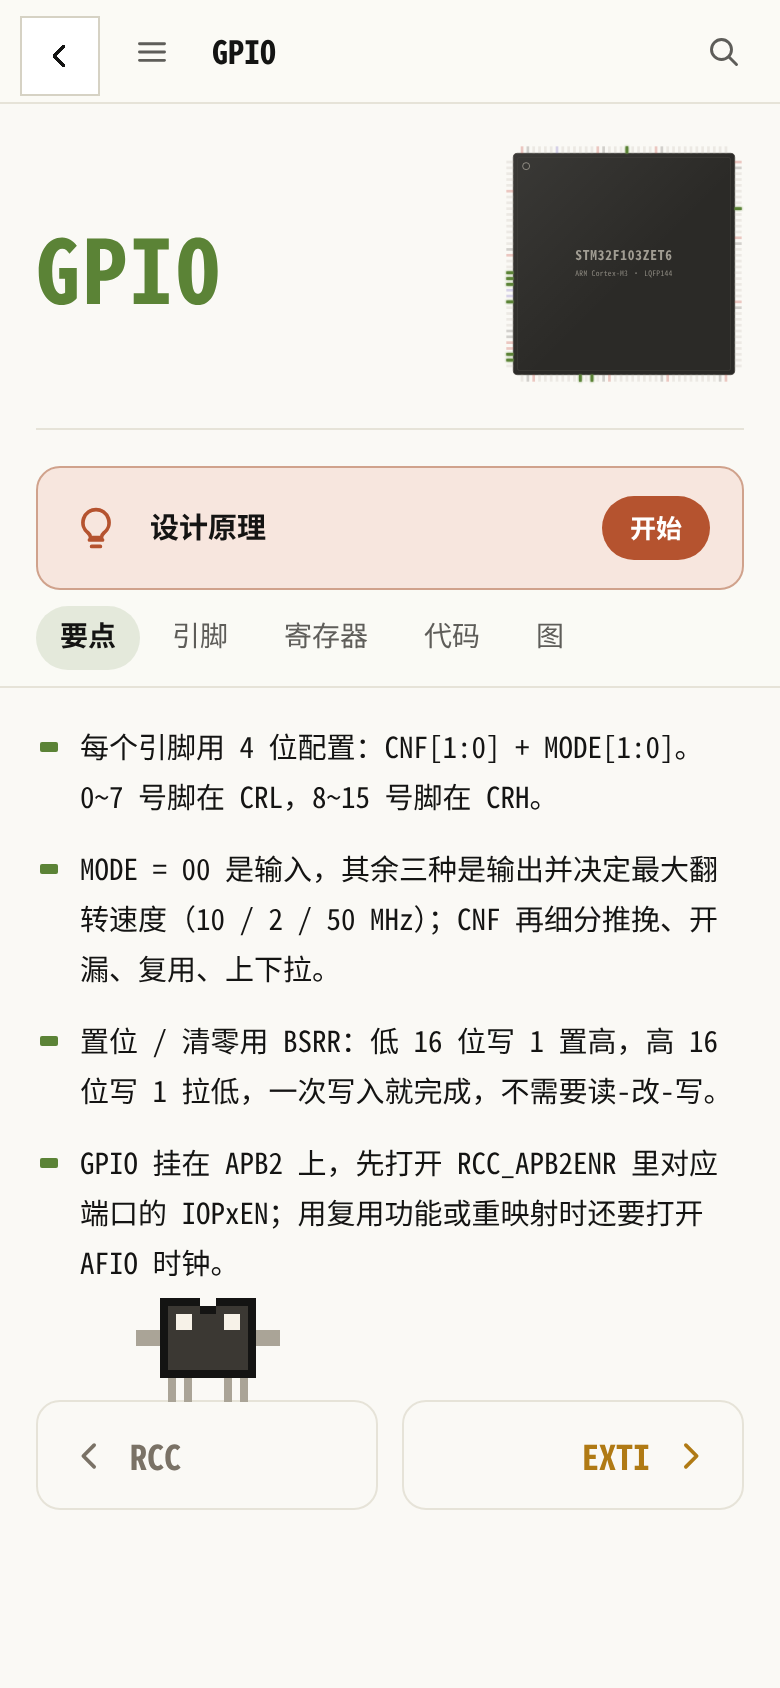 GPIO
GPIO
STM32F103ZET6
ARM Cortex-M3 • LQFP144
设计原理
开始
要点 引脚 寄存器 代码 图
每个引脚用 4 位配置：CNF[1:0] + MODE[1:0]。
0~7 号脚在 CRL，8~15 号脚在 CRH。
MODE = 00 是输入，其余三种是输出并决定最大翻
转速度（10 / 2 / 50 MHz）；CNF 再细分推挽、开
漏、复用、上下拉。
置位 / 清零用 BSRR：低 16 位写 1 置高，高 16
位写 1 拉低，一次写入就完成，不需要读-改-写。
GPIO 挂在 APB2 上，先打开 RCC_APB2ENR 里对应
端口的 IOPxEN；用复用功能或重映射时还要打开
AFIO 时钟。
RCC
EXTI